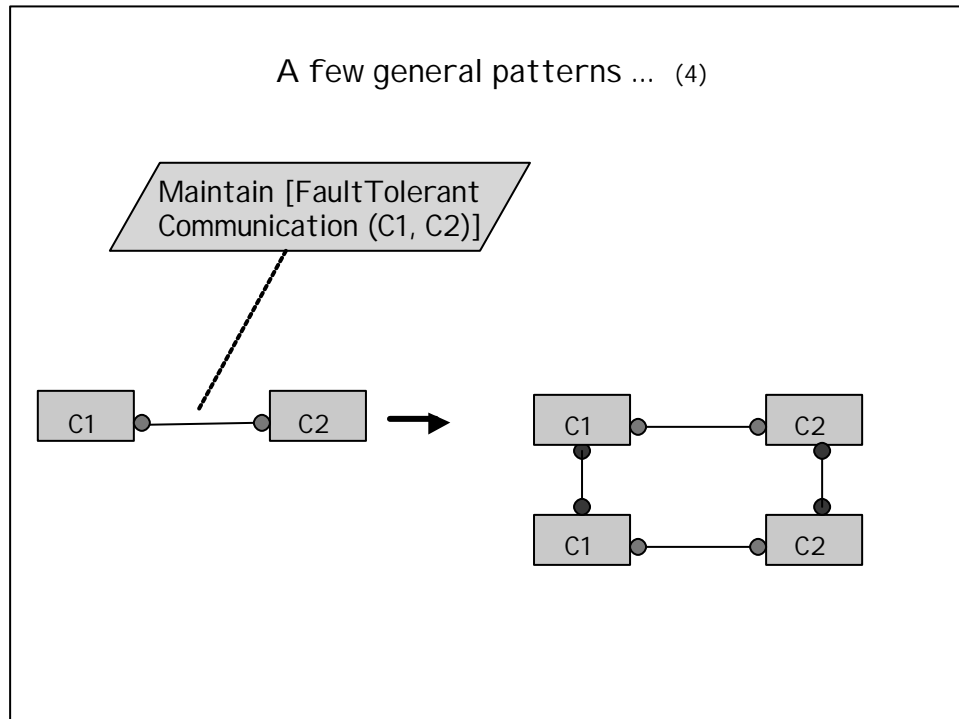 A few general patterns ... (4)
Maintain [FaultTolerant
Communication (C1, C2)]
C1
C2
C1
C2
C1
C2